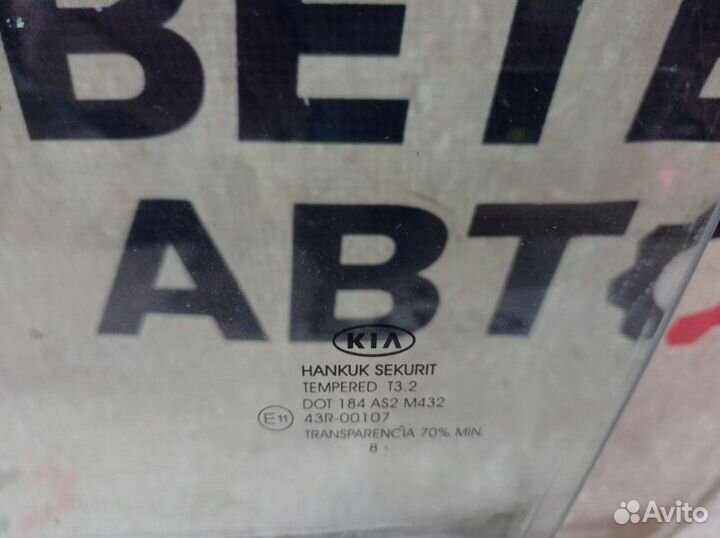 ВЕТ
АВТ
KIA
HANKUK SEKURIT
TEMPERED T3.2
DOT 184 AS2 M432
E11 43R-00107
TRANSPARENCÎA 70% MIN.
8 ·
Avito